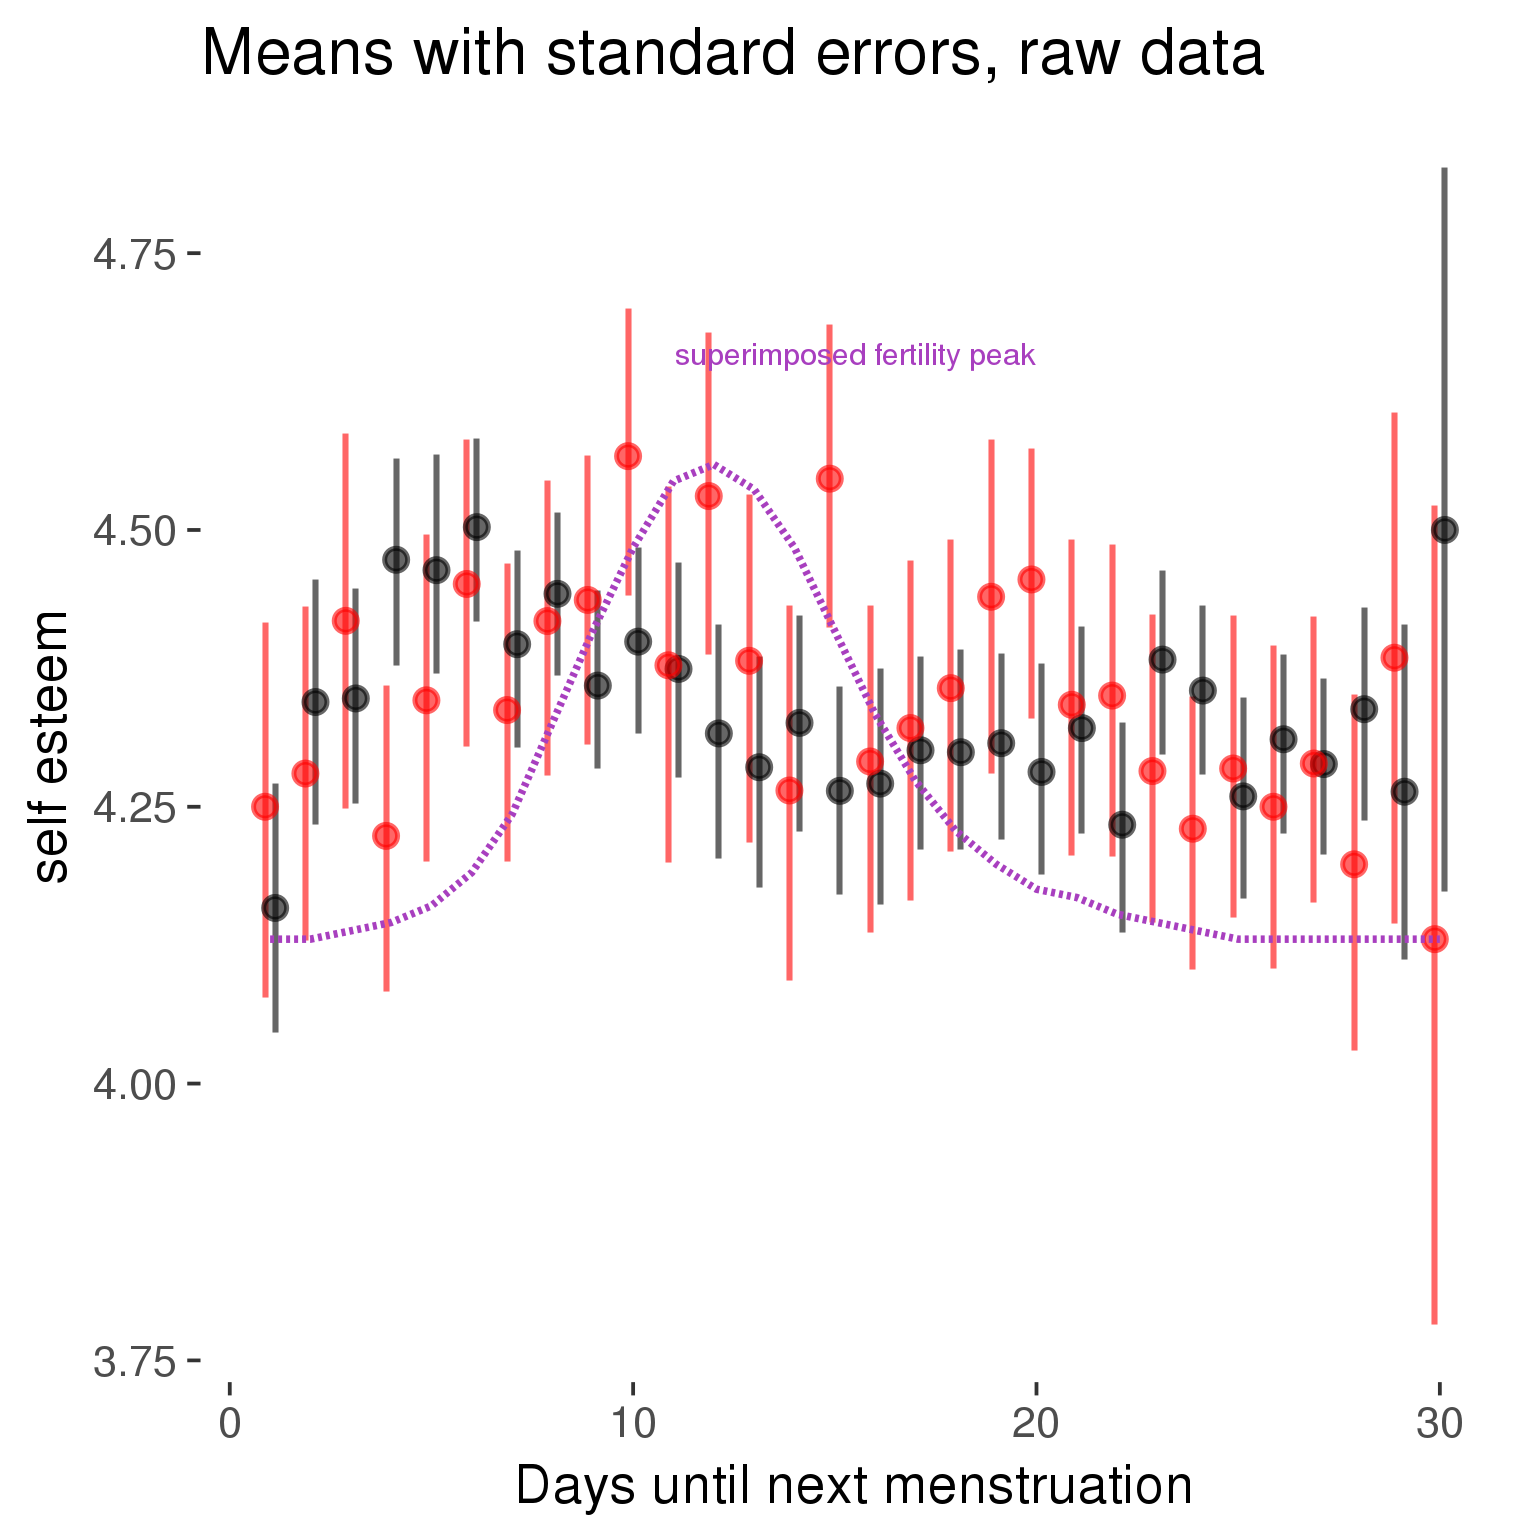 Means with standard errors, raw data
4.75
superimposed fertility peak
4.50
4.25
4.00
3.75
self esteem
0 10 20 30
Days until next menstruation